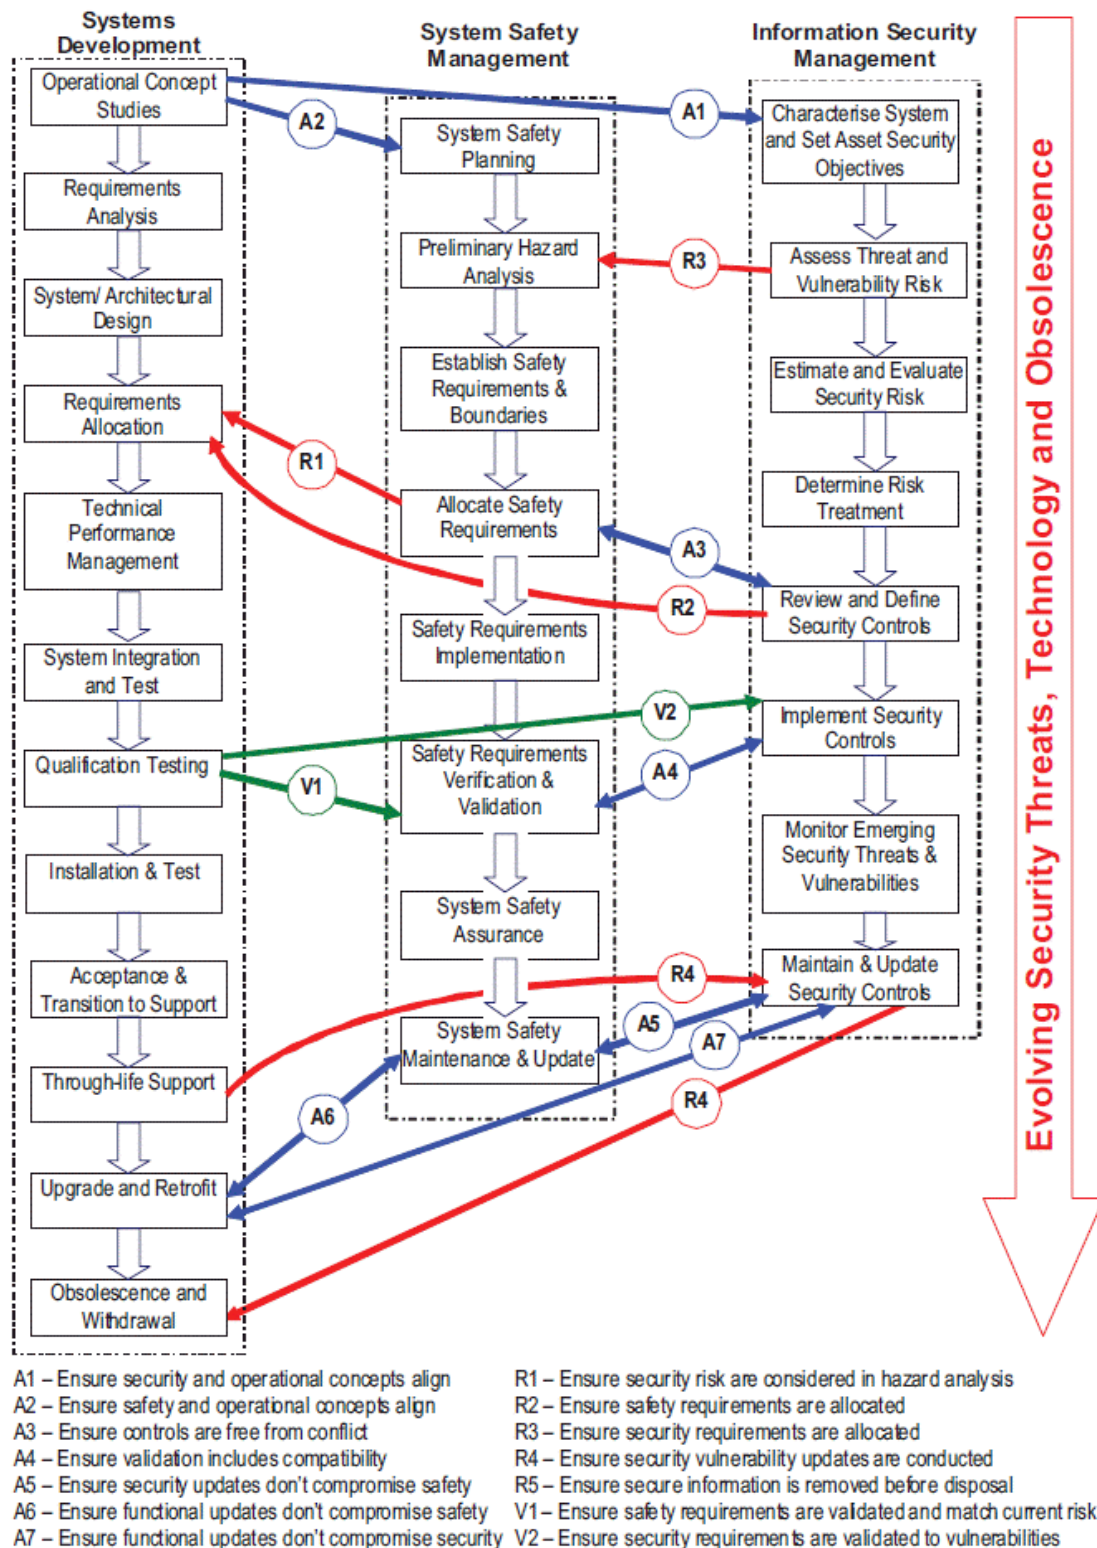 Systems
Development
System Safety
Management
Information Security
Management
Operational Concept
Studies
Requirements
Analysis
System/ Architectural
Design
Requirements
Allocation
Technical
Performance
Management
System Integration
and Test
Qualification Testing
Installation & Test
Acceptance &
Transition to Support
Through-life Support
Upgrade and Retrofit
Obsolescence and
Withdrawal
System Safety
Planning
Preliminary Hazard
Analysis
Establish Safety
Requirements &
Boundaries
Allocate Safety
Requirements
Safety Requirements
Implementation
Safety Requirements
Verification &
Validation
System Safety
Assurance
System Safety
Maintenance & Update
Characterise System
and Set Asset Security
Objectives
Assess Threat and
Vulnerability Risk
Estimate and Evaluate
Security Risk
Determine Risk
Treatment
Review and Define
Security Controls
Implement Security
Controls
Monitor Emerging
Security Threats &
Vulnerabilities
Maintain & Update
Security Controls
A1
A2
R3
R1
A3
R2
V2
A4
V1
R4
A5
A7
R4
A6
Evolving Security Threats, Technology and Obsolescence
A1 – Ensure security and operational concepts align
A2 – Ensure safety and operational concepts align
A3 – Ensure controls are free from conflict
A4 – Ensure validation includes compatibility
A5 – Ensure security updates don't compromise safety
A6 – Ensure functional updates don't compromise safety
A7 – Ensure functional updates don't compromise security
R1 – Ensure security risk are considered in hazard analysis
R2 – Ensure safety requirements are allocated
R3 – Ensure security requirements are allocated
R4 – Ensure security vulnerability updates are conducted
R5 – Ensure secure information is removed before disposal
V1 – Ensure safety requirements are validated and match current risk
V2 – Ensure security requirements are validated to vulnerabilities